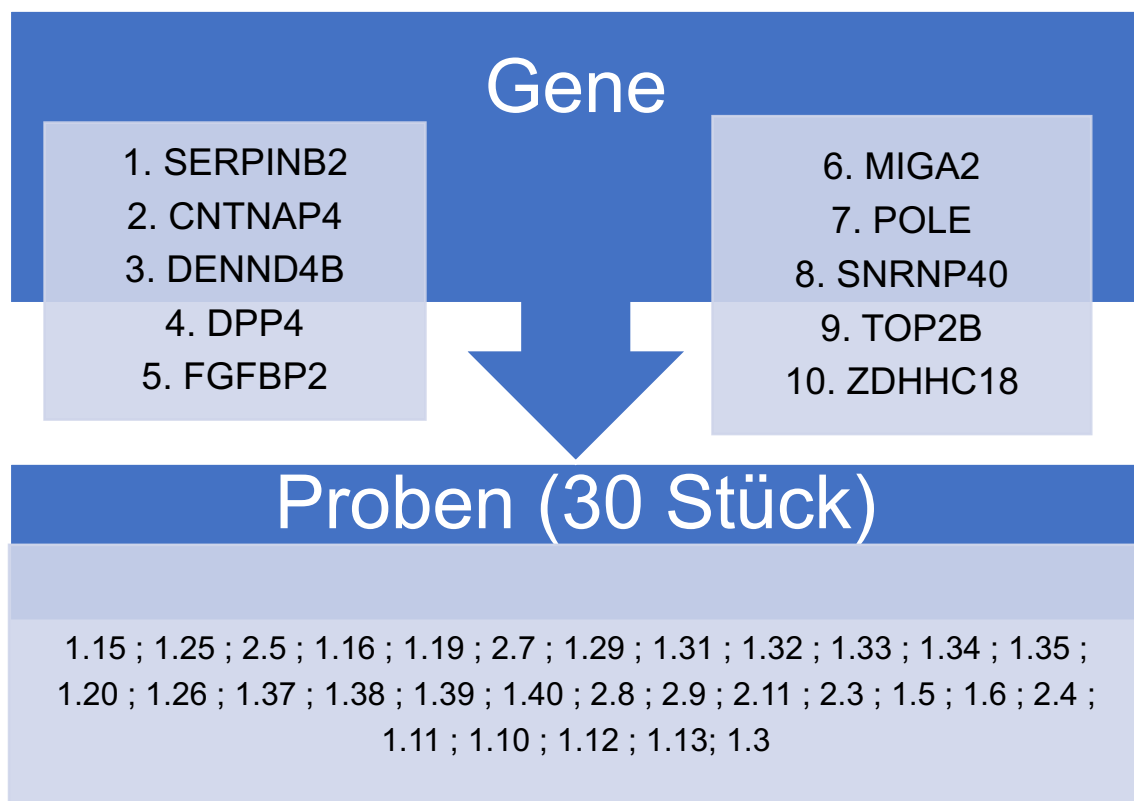 Gene
1. SERPINB2
2. CNTNAP4
3. DENND4B
4. DPP4
5. FGFBP2
6. MIGA2
7. POLE
8. SNRNP40
9. TOP2B
10. ZDHHC18
Proben (30 Stück)
1.15 ; 1.25 ; 2.5 ; 1.16 ; 1.19 ; 2.7 ; 1.29 ; 1.31 ; 1.32 ; 1.33 ; 1.34 ; 1.35 ;
1.20 ; 1.26 ; 1.37 ; 1.38 ; 1.39 ; 1.40 ; 2.8 ; 2.9 ; 2.11 ; 2.3 ; 1.5 ; 1.6 ; 2.4 ;
1.11 ; 1.10 ; 1.12 ; 1.13; 1.3